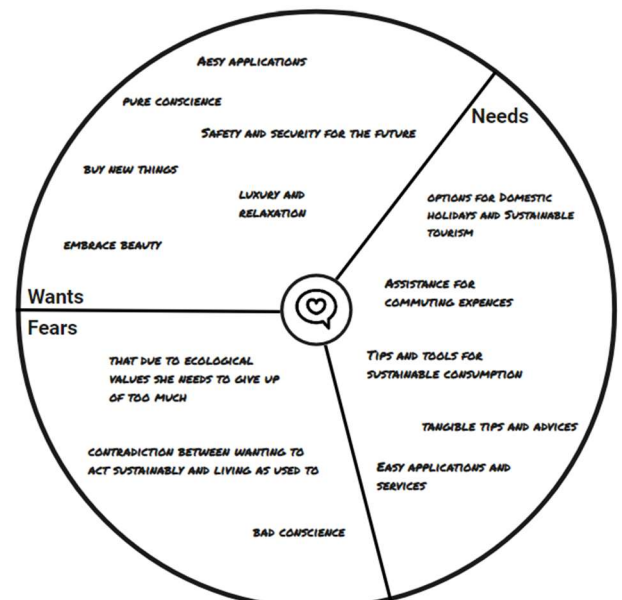 Aesy applications
pure conscience
Safety and security for the future
buy new things
luxury and
relaxation
embrace beauty
Wants
Needs
options for Domestic
holidays and Sustainable
tourism
Assistance for
commuting expences
Tips and tools for
sustainable consumption
tangible tips and advices
Easy applications and
services
Fears
that due to ecological
values she needs to give up
of too much
contradiction between wanting to
act sustainably and living as used to
bad conscience